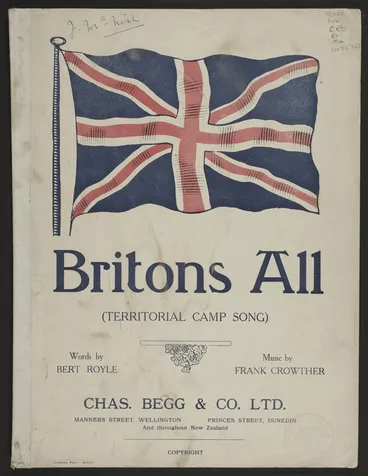 Britons All
(TERRITORIAL CAMP SONG)
Words by
BERT ROYLE
Music by
FRANK CROWTHER
CHAS. BEGG & CO. LTD.
MANNERS STREET, WELLINGTON PRINCES STREET, DUNEDIN
And throughout New Zealand
COPYRIGHT